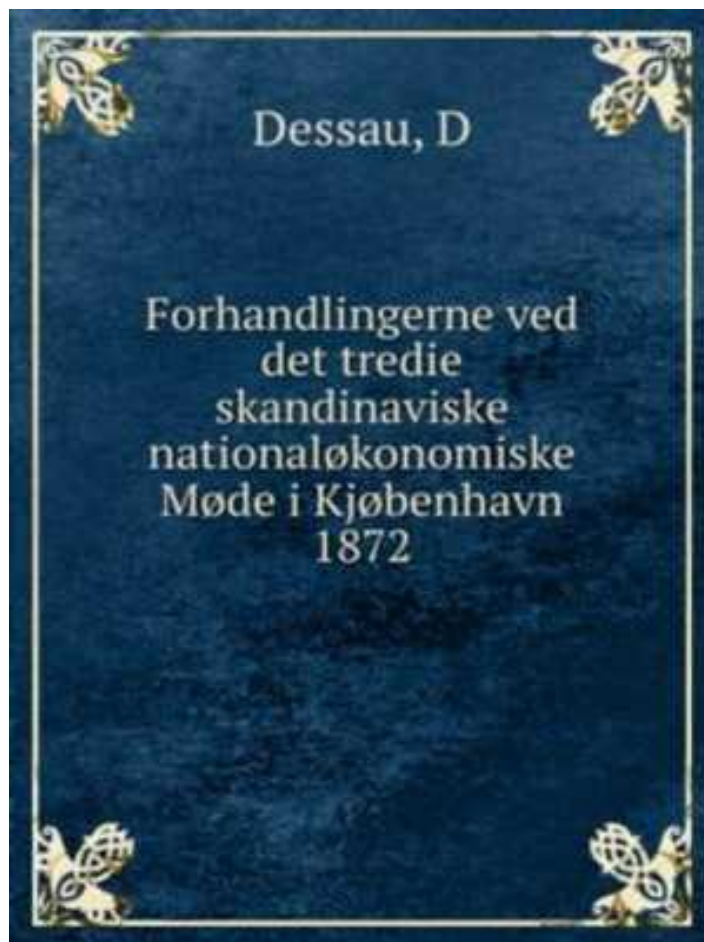 Dessau, D
Forhandlingerne ved
det tredie
skandinaviske
nationaløkonomiske
Møde i Kjøbenhavn
1872